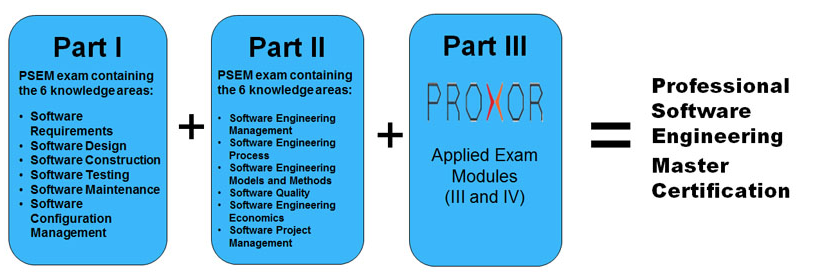 Part I
PSEM exam containing
the 6 knowledge areas:
• Software
Requirements
• Software Design
• Software Construction
• Software Testing
• Software Maintenance
• Software
Configuration
Management
+
Part II
PSEM exam containing
the 6 knowledge areas:
• Software Engineering
Management
• Software Engineering
Process
• Software Engineering
Models and Methods
• Software Quality
• Software Engineering
Economics
• Software Project
Management
+
Part III
PROXOR
Applied Exam
Modules
(III and IV)
=
Professional
Software
Engineering
Master
Certification